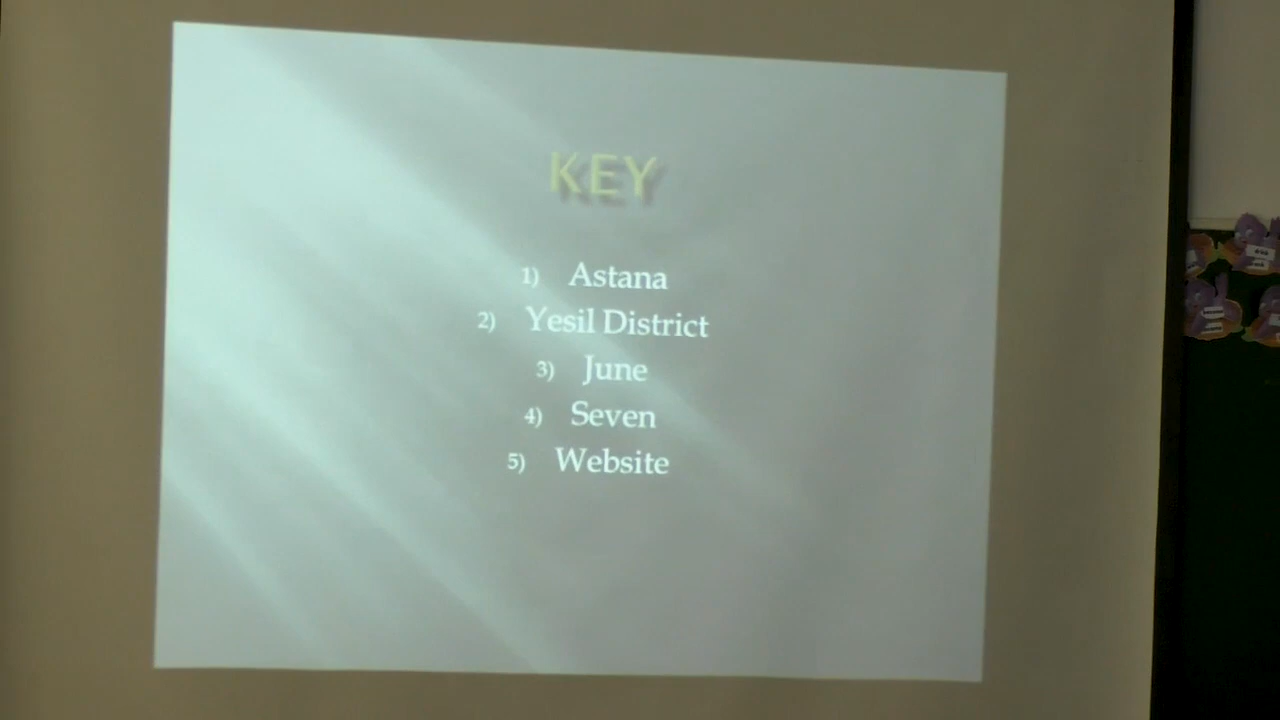 KEY
1) Astana
2) Yesil District
3) June
4) Seven
5) Website